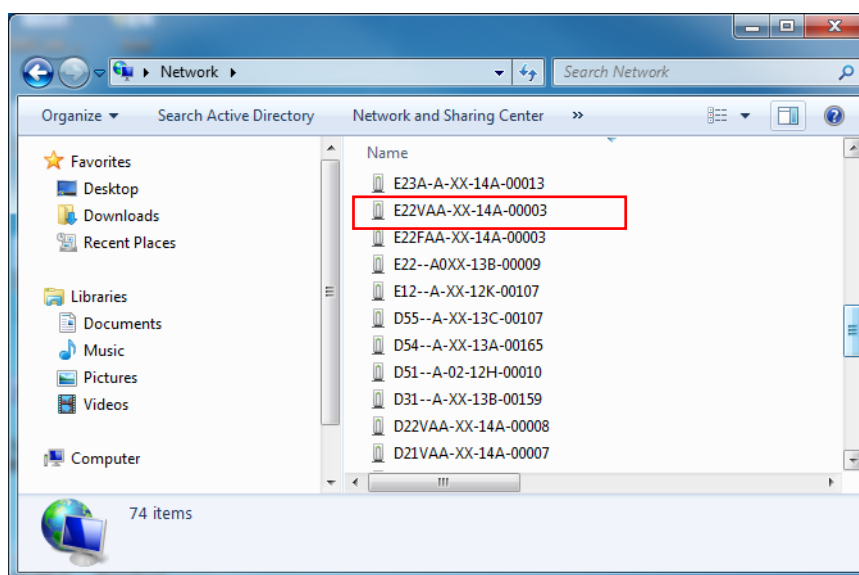 Network
Search Network
Organize
Search Active Directory
Network and Sharing Center
»
Favorites
Desktop
Downloads
Recent Places
Libraries
Documents
Music
Pictures
Videos
Computer
Name
E23A-A-XX-14A-00013
E22VAA-XX-14A-00003
E22FAA-XX-14A-00003
E22--A0XX-13B-00009
E12--A-XX-12K-00107
D55--A-XX-13C-00107
D54--A-XX-13A-00165
D51--A-02-12H-00010
D31--A-XX-13B-00159
D22VAA-XX-14A-00008
D21VAA-XX-14A-00007
74 items